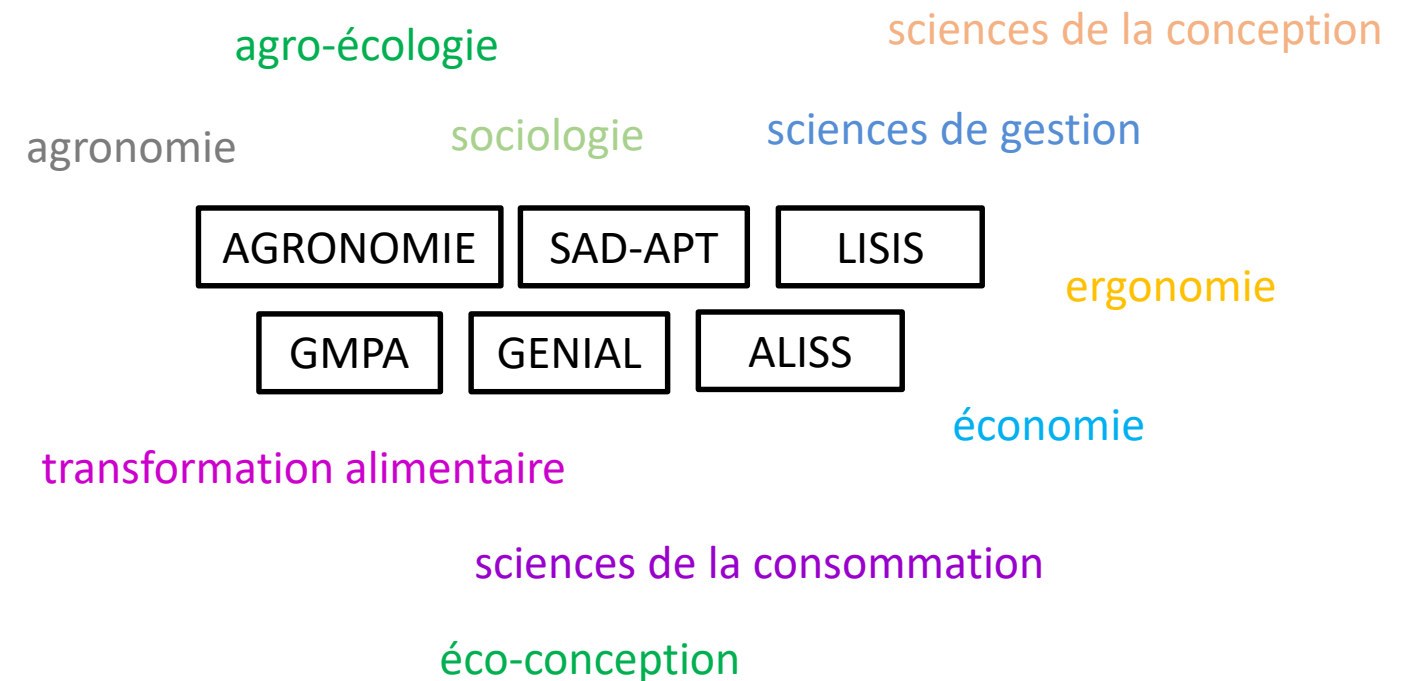 sciences de la conception
agro-écologie
sciences de gestion
sociologie
agronomie
AGRONOMIE
SAD-APT
LISIS
ergonomie
GMPA
GENIAL
ALISS
économie
transformation alimentaire
sciences de la consommation
éco-conception